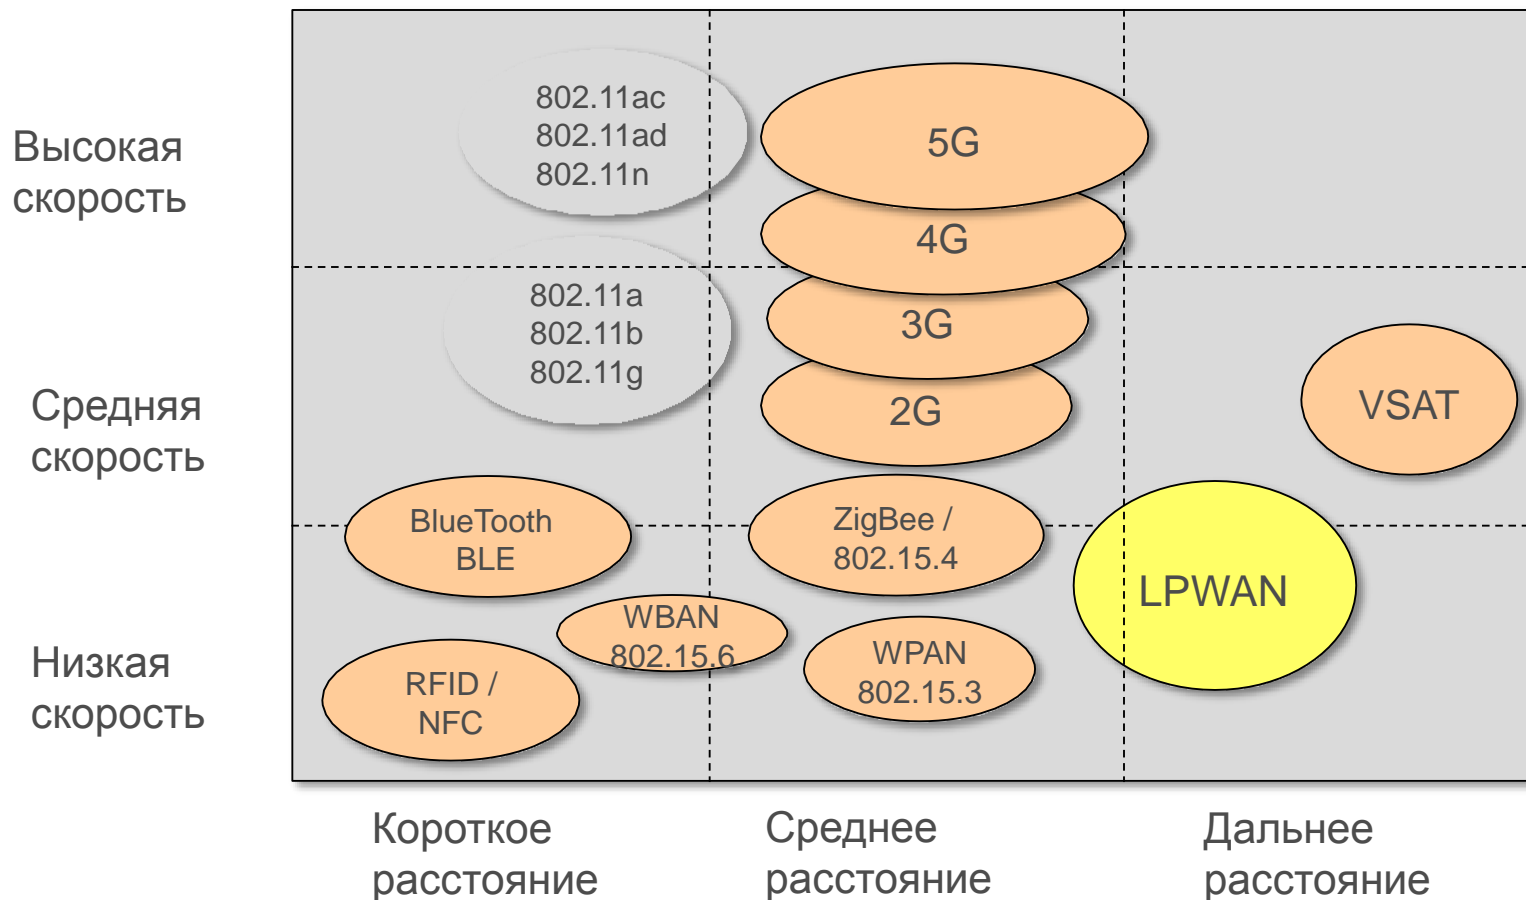 Высокая
скорость
Средняя
скорость
Низкая
скорость
802.11ac
802.11ad
802.11n
802.11a
802.11b
802.11g
5G
4G
3G
2G
VSAT
BlueTooth
BLE
ZigBee /
802.15.4
LPWAN
WBAN
802.15.6
WPAN
802.15.3
RFID /
NFC
Короткое
расстояние
Среднее
расстояние
Дальнее
расстояние